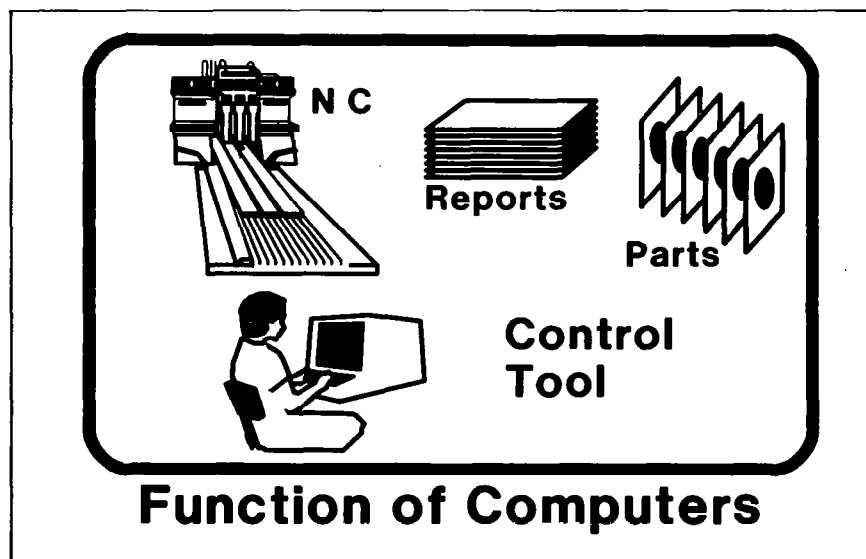 N C
Reports
Parts
Control
Tool
Function of Computers